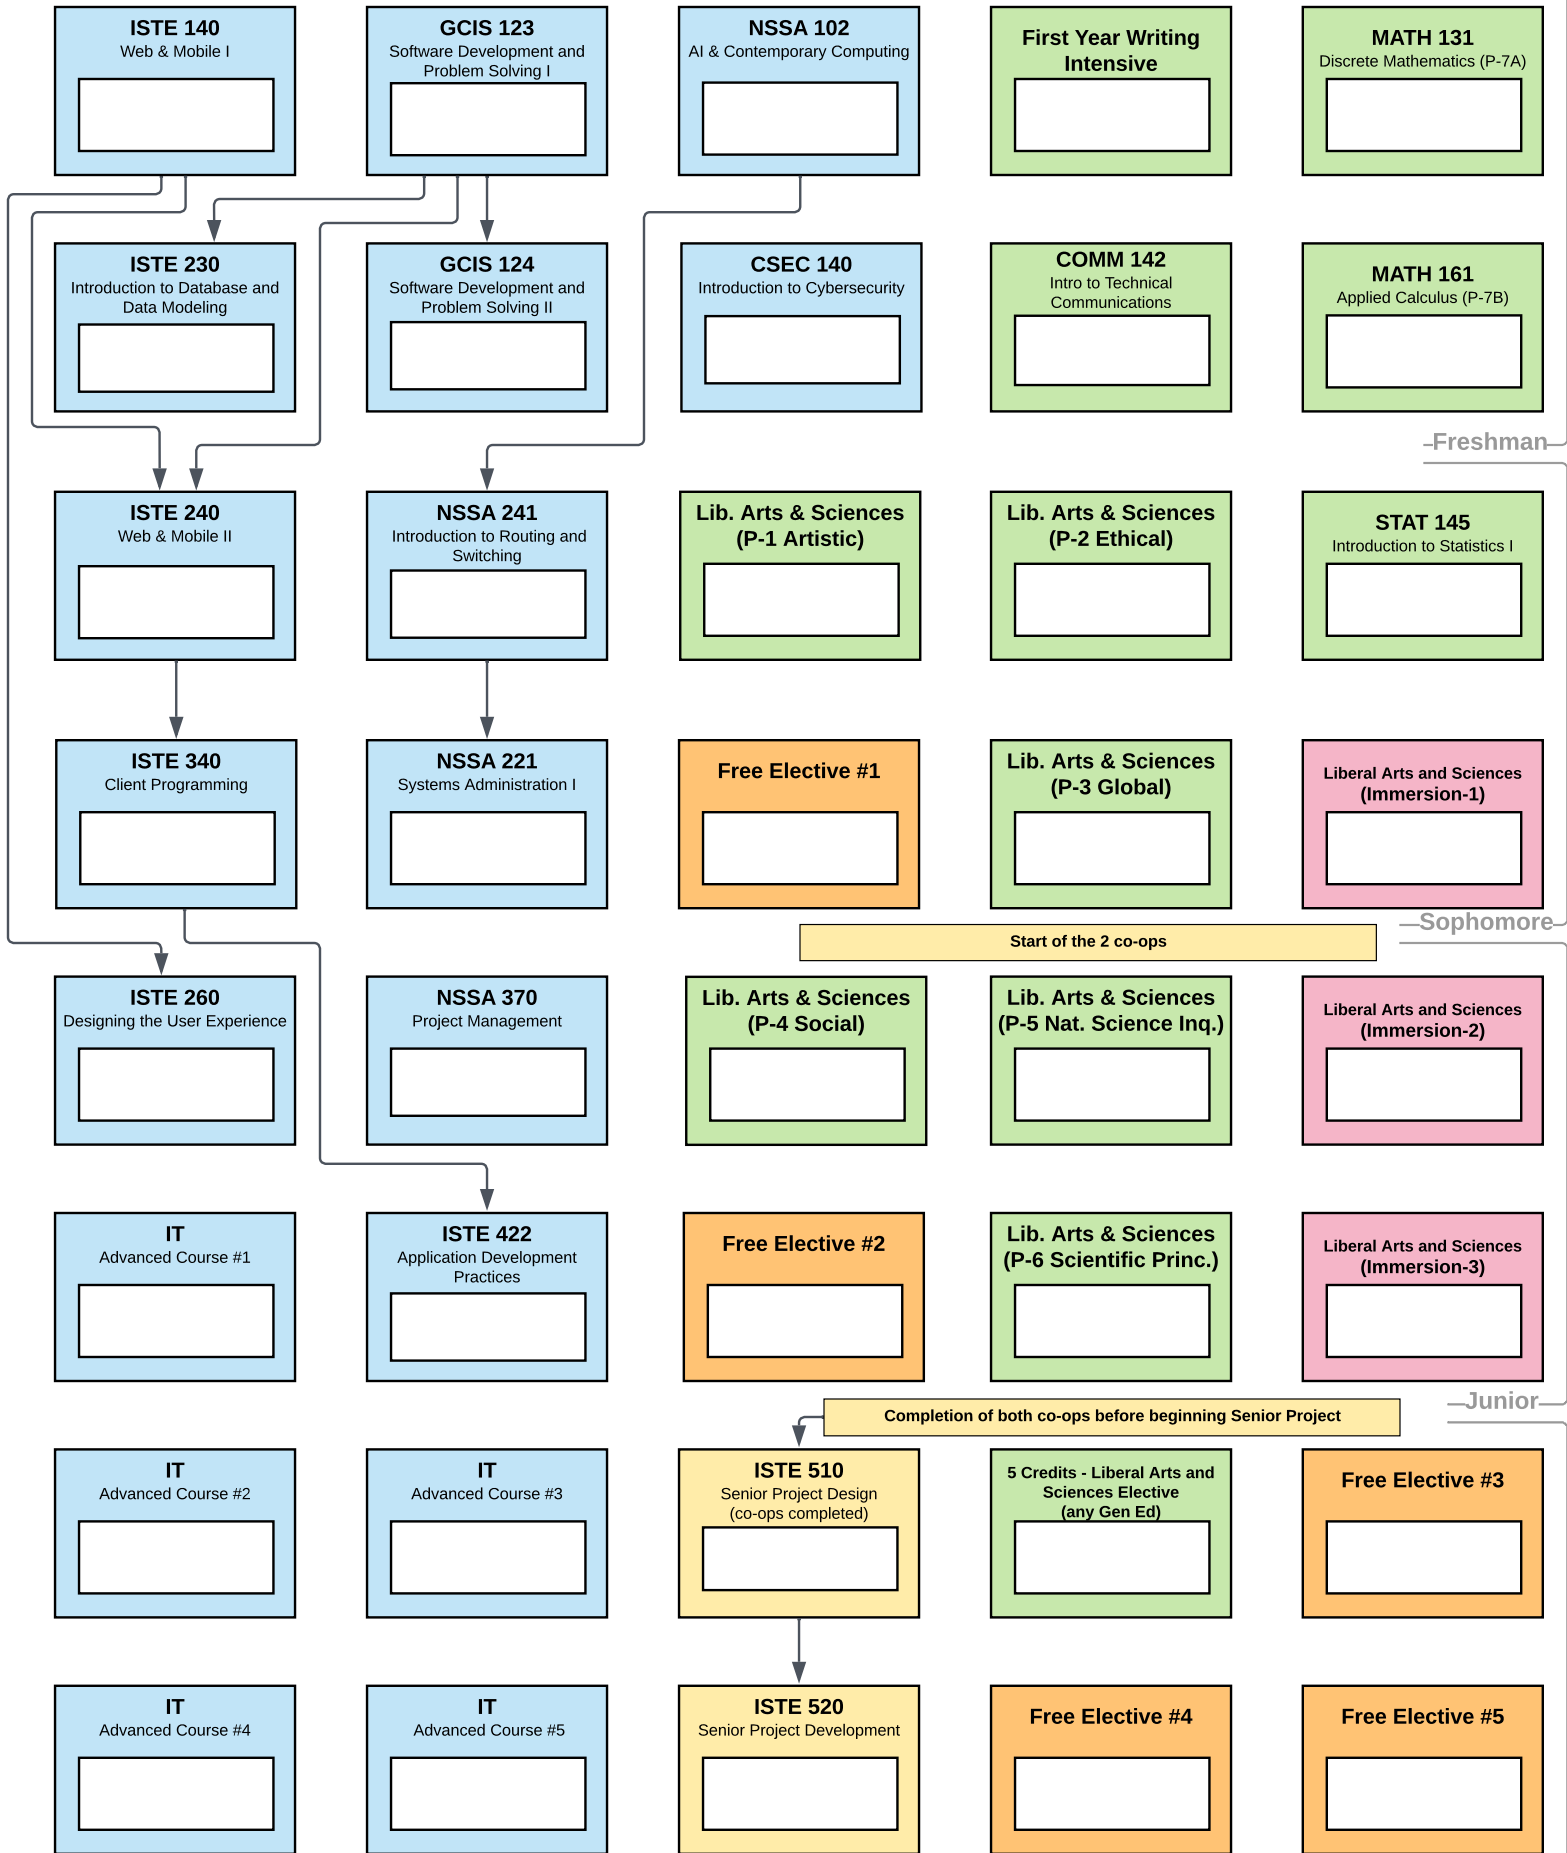 ISTE 140
Web & Mobile I
GCIS 123
Software Development and
Problem Solving I
NSSA 102
AI & Contemporary Computing
First Year Writing
Intensive
MATH 131
Discrete Mathematics (P-7A)
ISTE 230
Introduction to Database and
Data Modeling
GCIS 124
Software Development and
Problem Solving II
CSEC 140
Introduction to Cybersecurity
COMM 142
Intro to Technical
Communications
MATH 161
Applied Calculus (P-7B)
Freshman
ISTE 240
Web & Mobile II
NSSA 241
Introduction to Routing and
Switching
Lib. Arts & Sciences
(P-1 Artistic)
Lib. Arts & Sciences
(P-2 Ethical)
STAT 145
Introduction to Statistics I
ISTE 340
Client Programming
NSSA 221
Systems Administration I
Free Elective #1
Lib. Arts & Sciences
(P-3 Global)
Liberal Arts and Sciences
(Immersion-1)
Sophomore
Start of the 2 co-ops
ISTE 260
Designing the User Experience
NSSA 370
Project Management
Lib. Arts & Sciences
(P-4 Social)
Lib. Arts & Sciences
(P-5 Nat. Science Inq.)
Liberal Arts and Sciences
(Immersion-2)
IT
Advanced Course #1
ISTE 422
Application Development
Practices
Free Elective #2
Lib. Arts & Sciences
(P-6 Scientific Princ.)
Liberal Arts and Sciences
(Immersion-3)
Junior
Completion of both co-ops before beginning Senior Project
IT
Advanced Course #2
IT
Advanced Course #3
ISTE 510
Senior Project Design
(co-ops completed)
5 Credits - Liberal Arts and
Sciences Elective
(any Gen Ed)
Free Elective #3
IT
Advanced Course #4
IT
Advanced Course #5
ISTE 520
Senior Project Development
Free Elective #4
Free Elective #5